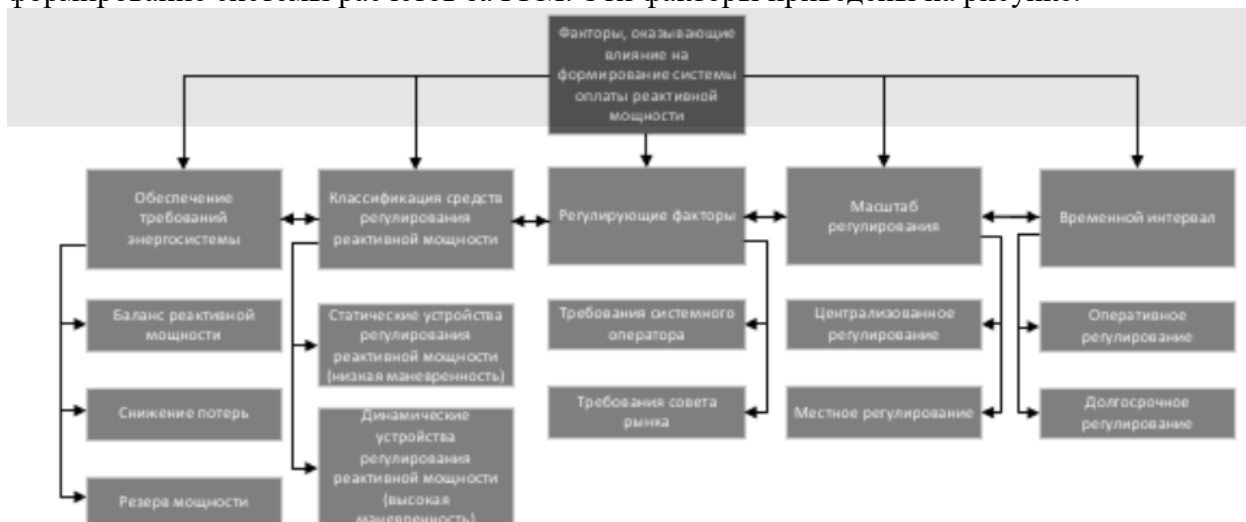 Факторы, оказывающие
влияние на
формирование системы
оплаты реактивной
мощности
Обеспечение
требований
энергосистемы
Классификация средств
регулирования
реактивной мощности
Регулирующие факторы
Масштаб
регулирования
Временной интервал
Баланс реактивной
мощности
Снижение потерь
Резерв мощности
Статические устройства
регулирования
реактивной мощности
(низкая маневренность)
Динамические
устройства
регулирования
реактивной мощности
(высокая
маневренность)
Требования системного
оператора
Требования совета
рынка
Централизованное
регулирование
Местное регулирование
Оперативное
регулирование
Долгосрочное
регулирование